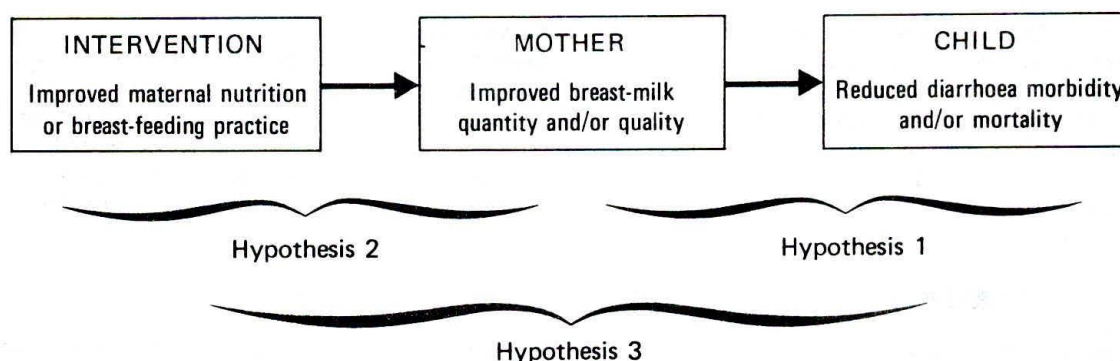 INTERVENTION
Improved maternal nutrition
or breast-feeding practice
MOTHER
Improved breast-milk
quantity and/or quality
CHILD
Reduced diarrhoea morbidity
and/or mortality
Hypothesis 2
Hypothesis 1
Hypothesis 3